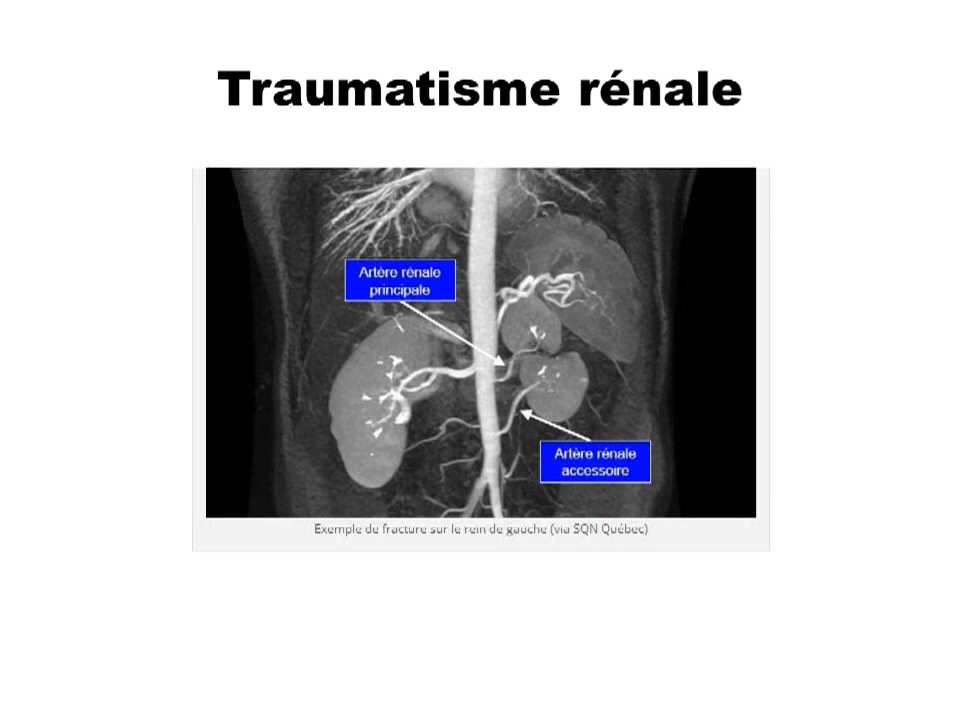 Traumatisme rénale
Artère rénale
principale
Artère rénale
accessoire
Exemple de fracture sur le rein de gauche (via SQN Québec)